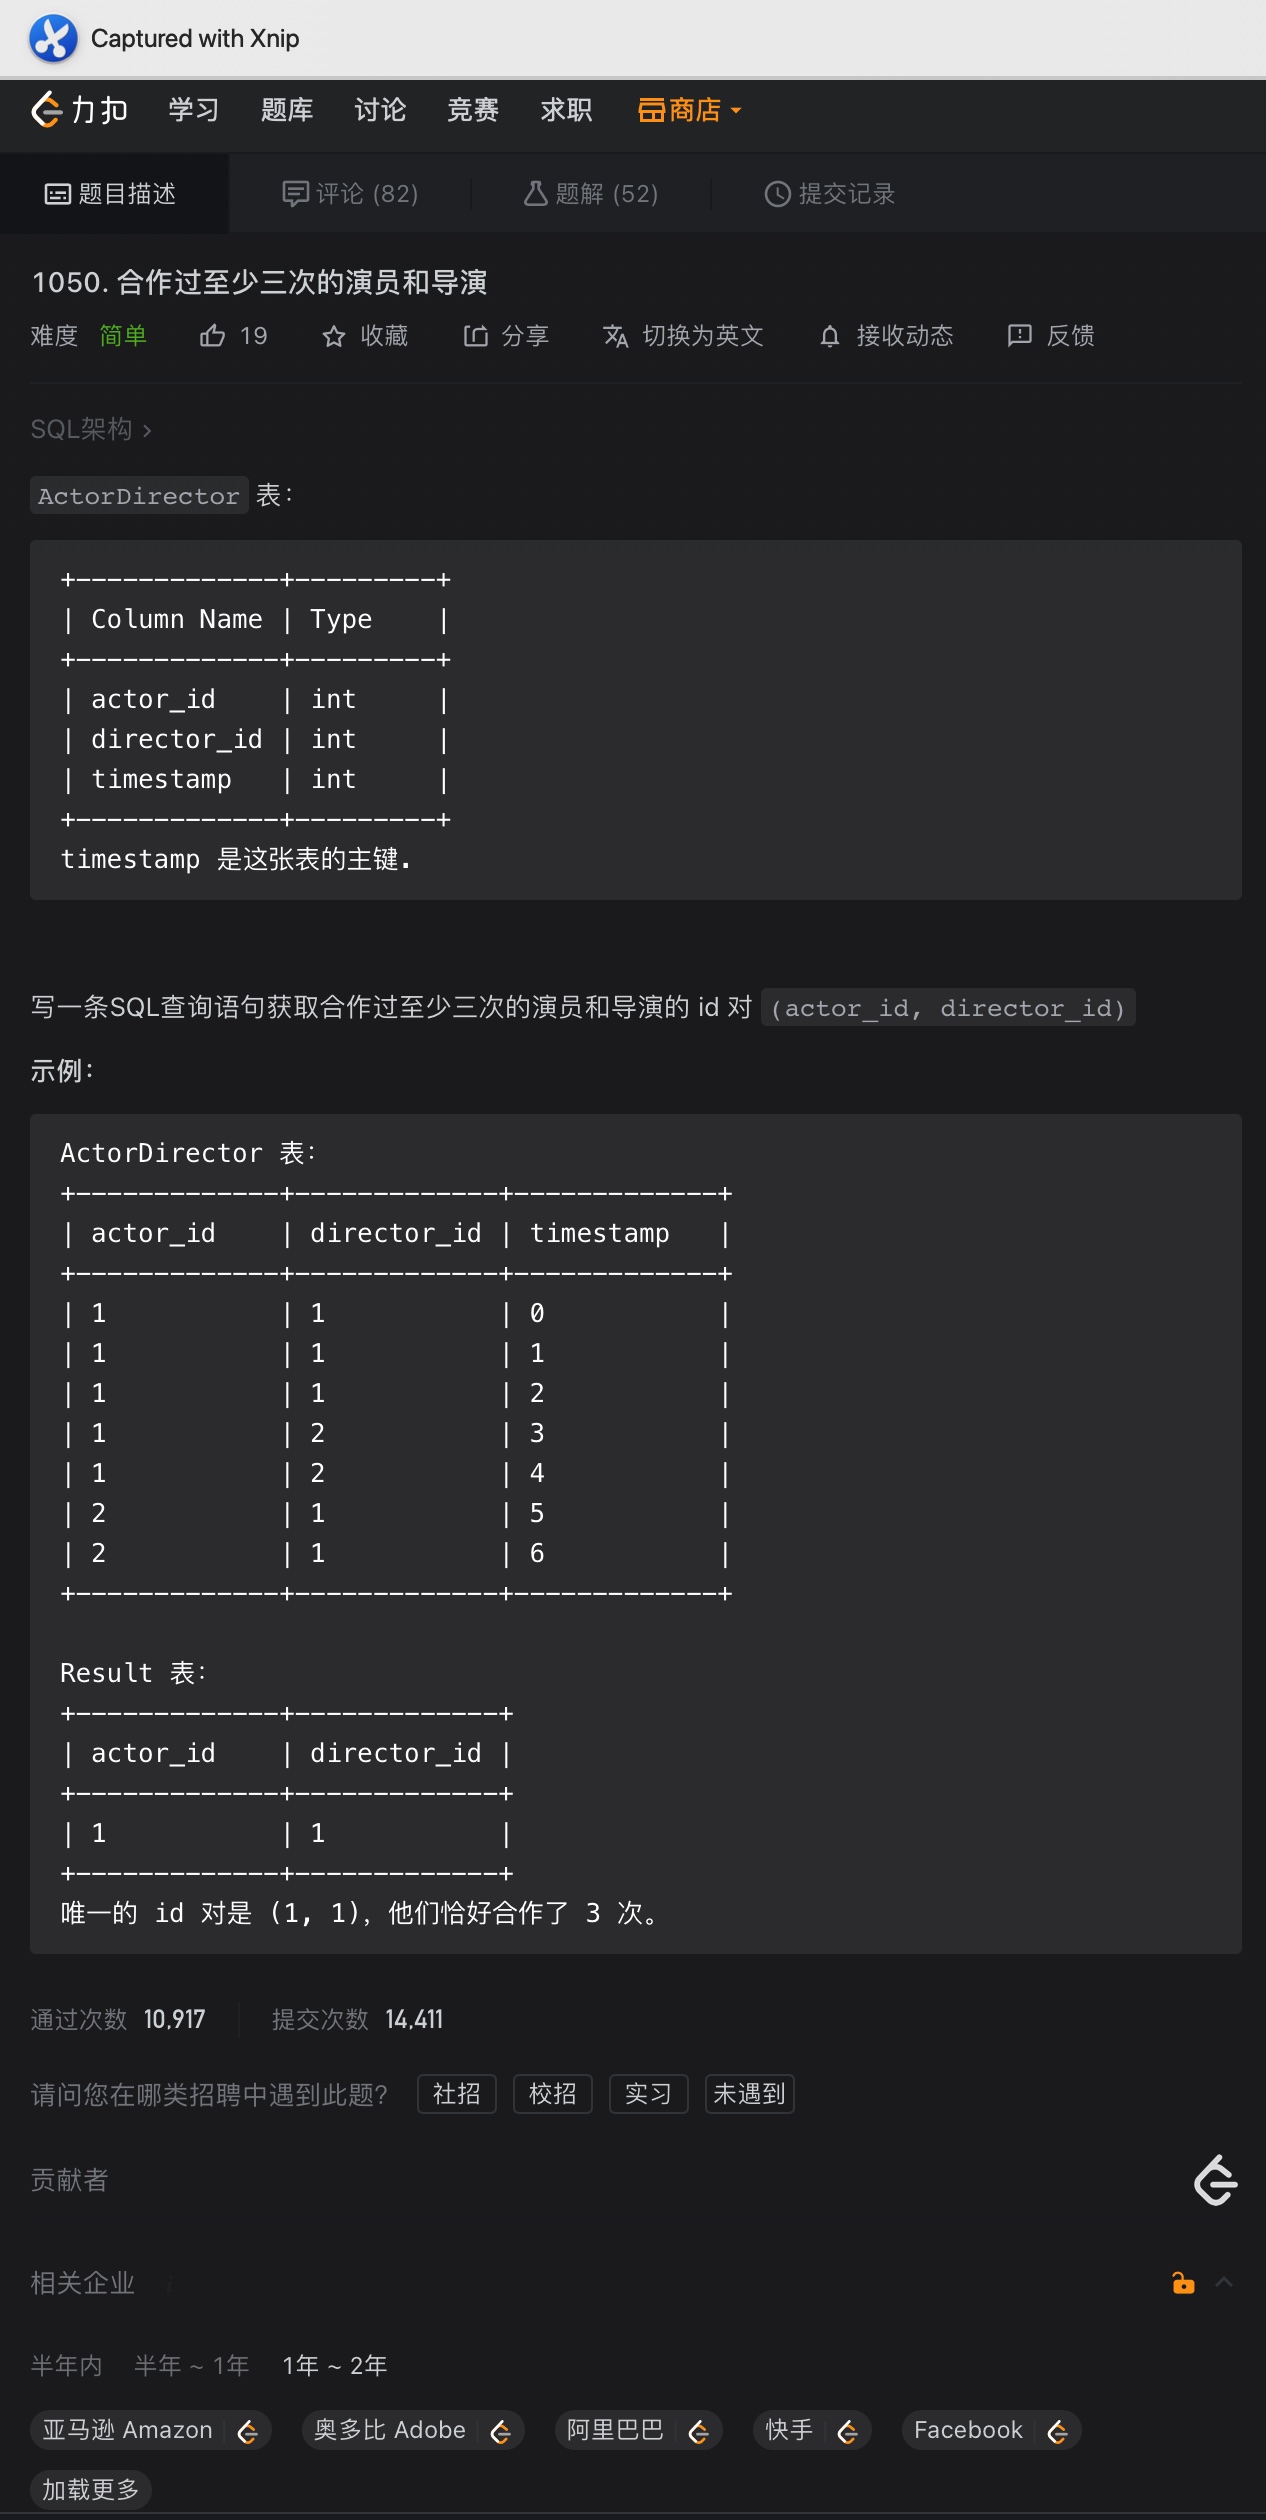 Captured with Xnip
力扣 学习 题库 讨论 竞赛 求职 商店
题目描述 评论 (82) 题解 (52) 提交记录
1050. 合作过至少三次的演员和导演
难度 简单 19 收藏 分享 切换为英文 接收动态 反馈
SQL架构 >
ActorDirector 表：
+-------------+---------+
| Column Name | Type    |
+-------------+---------+
| actor_id    | int     |
| director_id | int     |
| timestamp   | int     |
+-------------+---------+
timestamp 是这张表的主键.
写一条SQL查询语句获取合作过至少三次的演员和导演的 id 对 (actor_id, director_id)
示例：
ActorDirector 表：
+-------------+-------------+-------------+
| actor_id    | director_id | timestamp   |
+-------------+-------------+-------------+
| 1           | 1           | 0           |
| 1           | 1           | 1           |
| 1           | 1           | 2           |
| 1           | 2           | 3           |
| 1           | 2           | 4           |
| 2           | 1           | 5           |
| 2           | 1           | 6           |
+-------------+-------------+-------------+
Result 表：
+-------------+-------------+
| actor_id    | director_id |
+-------------+-------------+
| 1           | 1           |
+-------------+-------------+
唯一的 id 对是 (1, 1)，他们恰好合作了 3 次。
通过次数 10,917 提交次数 14,411
请问您在哪类招聘中遇到此题? 社招 校招 实习 未遇到
贡献者
相关企业
半年内 半年 ~ 1年 1年 ~ 2年
亚马逊 Amazon 奥多比 Adobe 阿里巴巴 快手 Facebook
加载更多